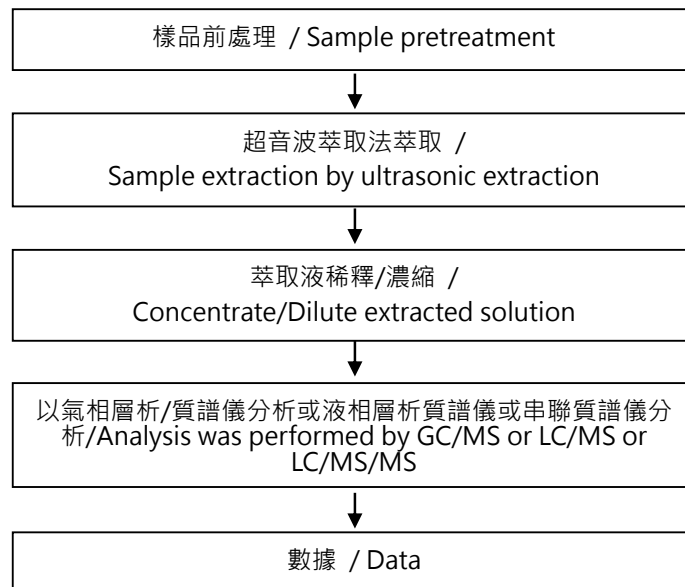 樣品前處理 / Sample pretreatment
超音波萃取法萃取 /
Sample extraction by ultrasonic extraction
萃取液稀釋/濃縮 /
Concentrate/Dilute extracted solution
以氣相層析/質譜儀分析或液相層析質譜儀或串聯質譜儀分
析/Analysis was performed by GC/MS or LC/MS or
LC/MS/MS
數據 / Data